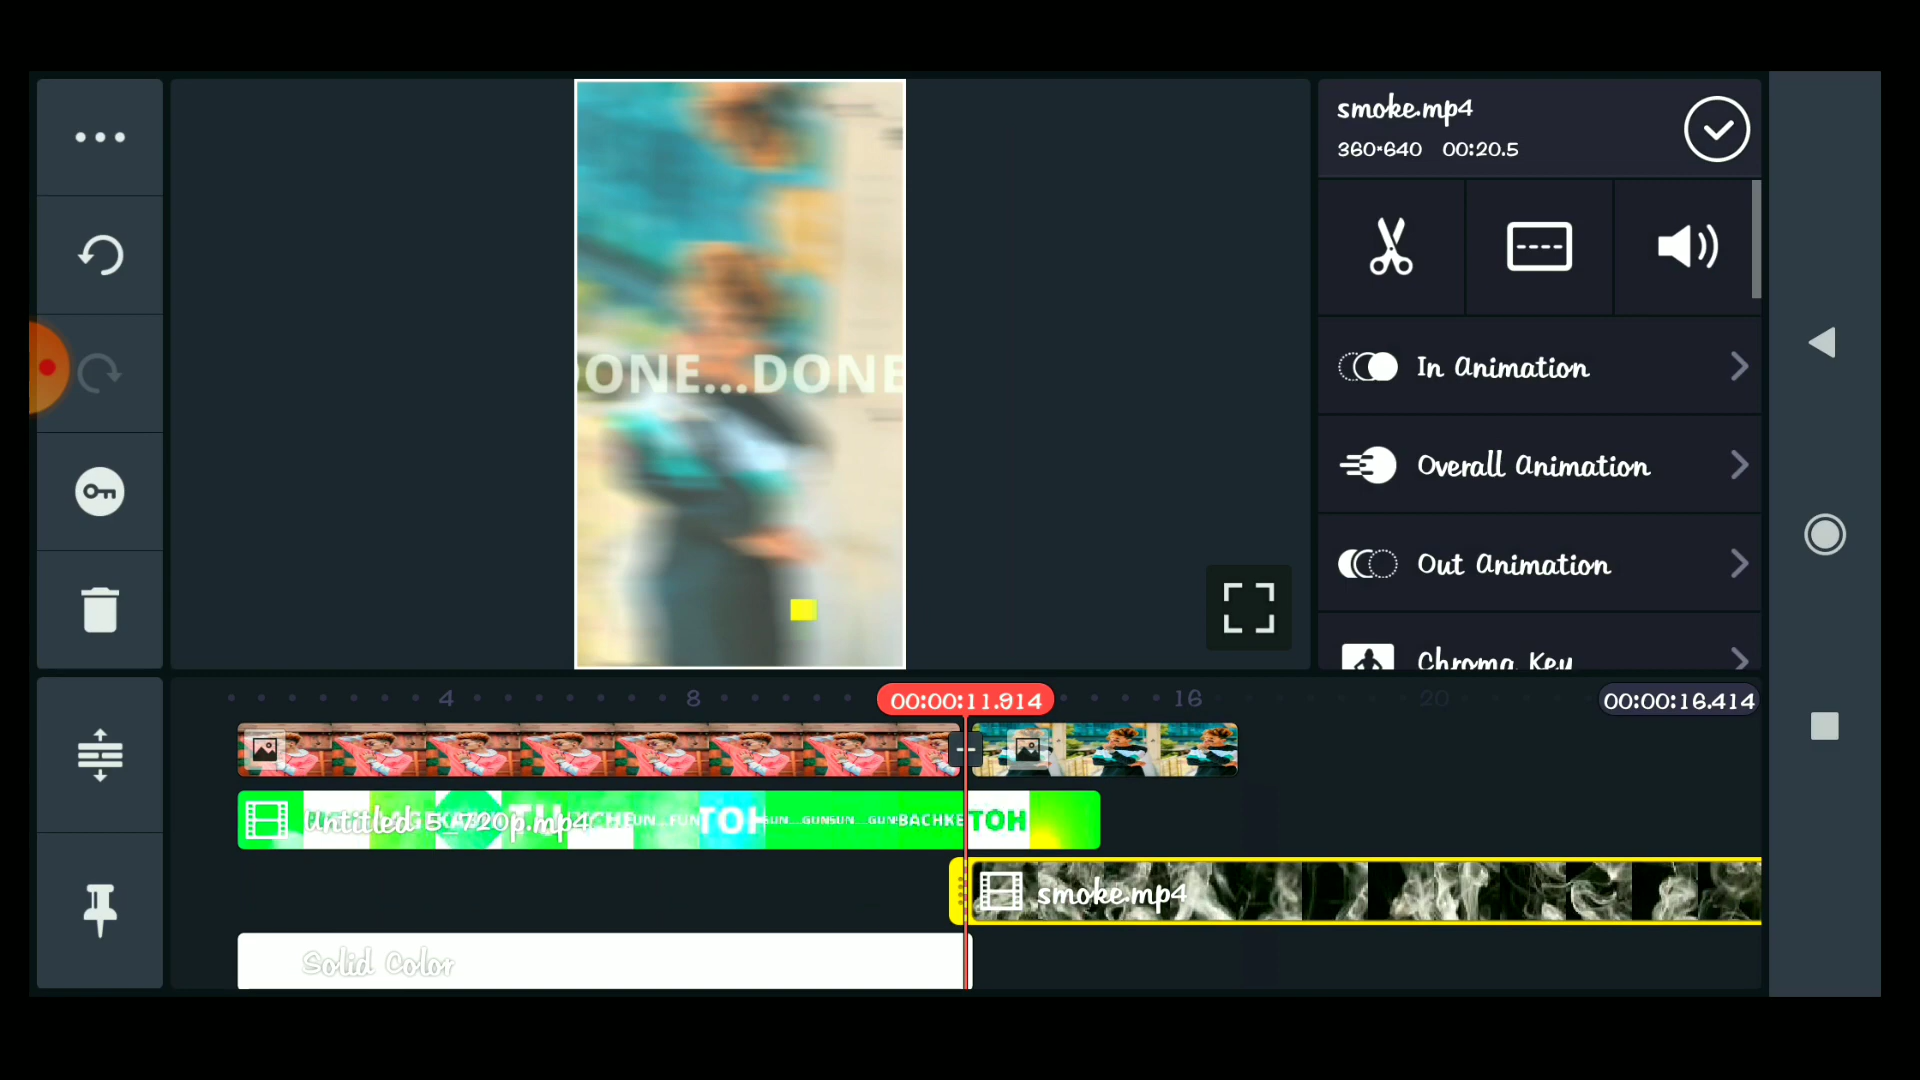 smoke.mp4
360×640 00:20.5
In Animation
Overall Animation
Out Animation
Chroma Key
ONE...DONE
4
8
00:00:11.914
16
20
00:00:16.414
Untitled 5_720p.mp4
TOH
BACHKE
TOH
smoke.mp4
Solid Color